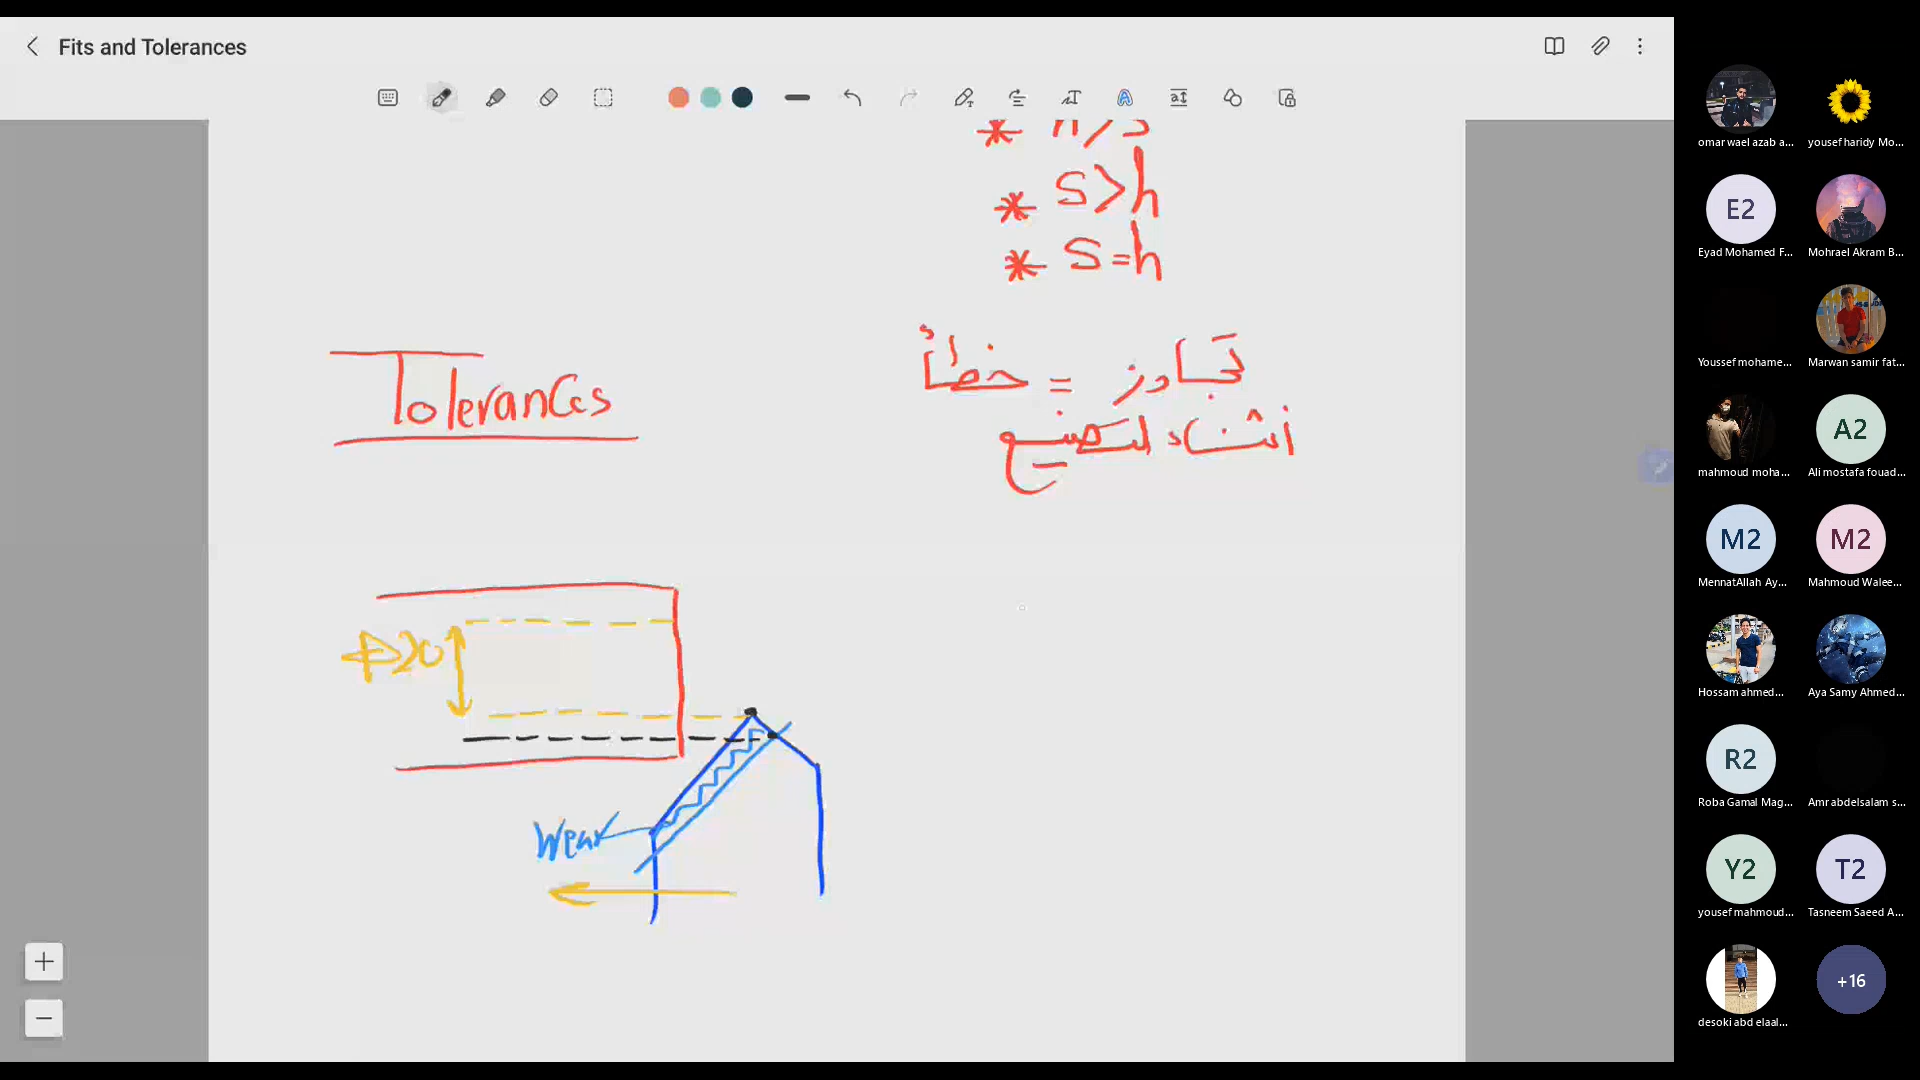 Fits and Tolerances
* h/s
* S>h
* S=h
Tolerances
تجاوز = خطأ
أثناء التصنيع
Φ20
Wear
omar wael azab a...
yousef haridy Mo...
E2
Eyad Mohamed F...
Mohrael Akram B...
Youssef mohame...
Marwan samir fat...
mahmoud moha...
A2
Ali mostafa fouad...
M2
MennatAllah Ay...
M2
Mahmoud Walee...
Hossam ahmed...
Aya Samy Ahmed...
R2
Roba Gamal Mag...
Amr abdelsalam s...
Y2
yousef mahmoud...
T2
Tasneem Saeed A...
desoki abd elaal...
+16